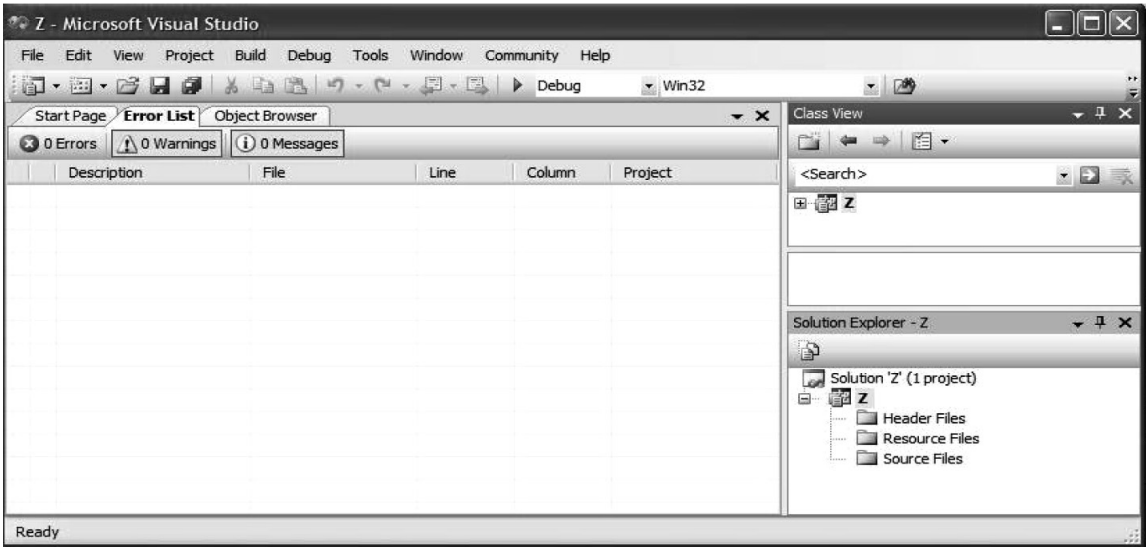 Z - Microsoft Visual Studio
File Edit View Project Build Debug Tools Window Community Help
Debug Win32
Start Page Error List Object Browser
0 Errors 0 Warnings 0 Messages
Description File Line Column Project
Ready
Class View
<Search>
Z
Solution Explorer - Z
Solution 'Z' (1 project)
Z
Header Files
Resource Files
Source Files